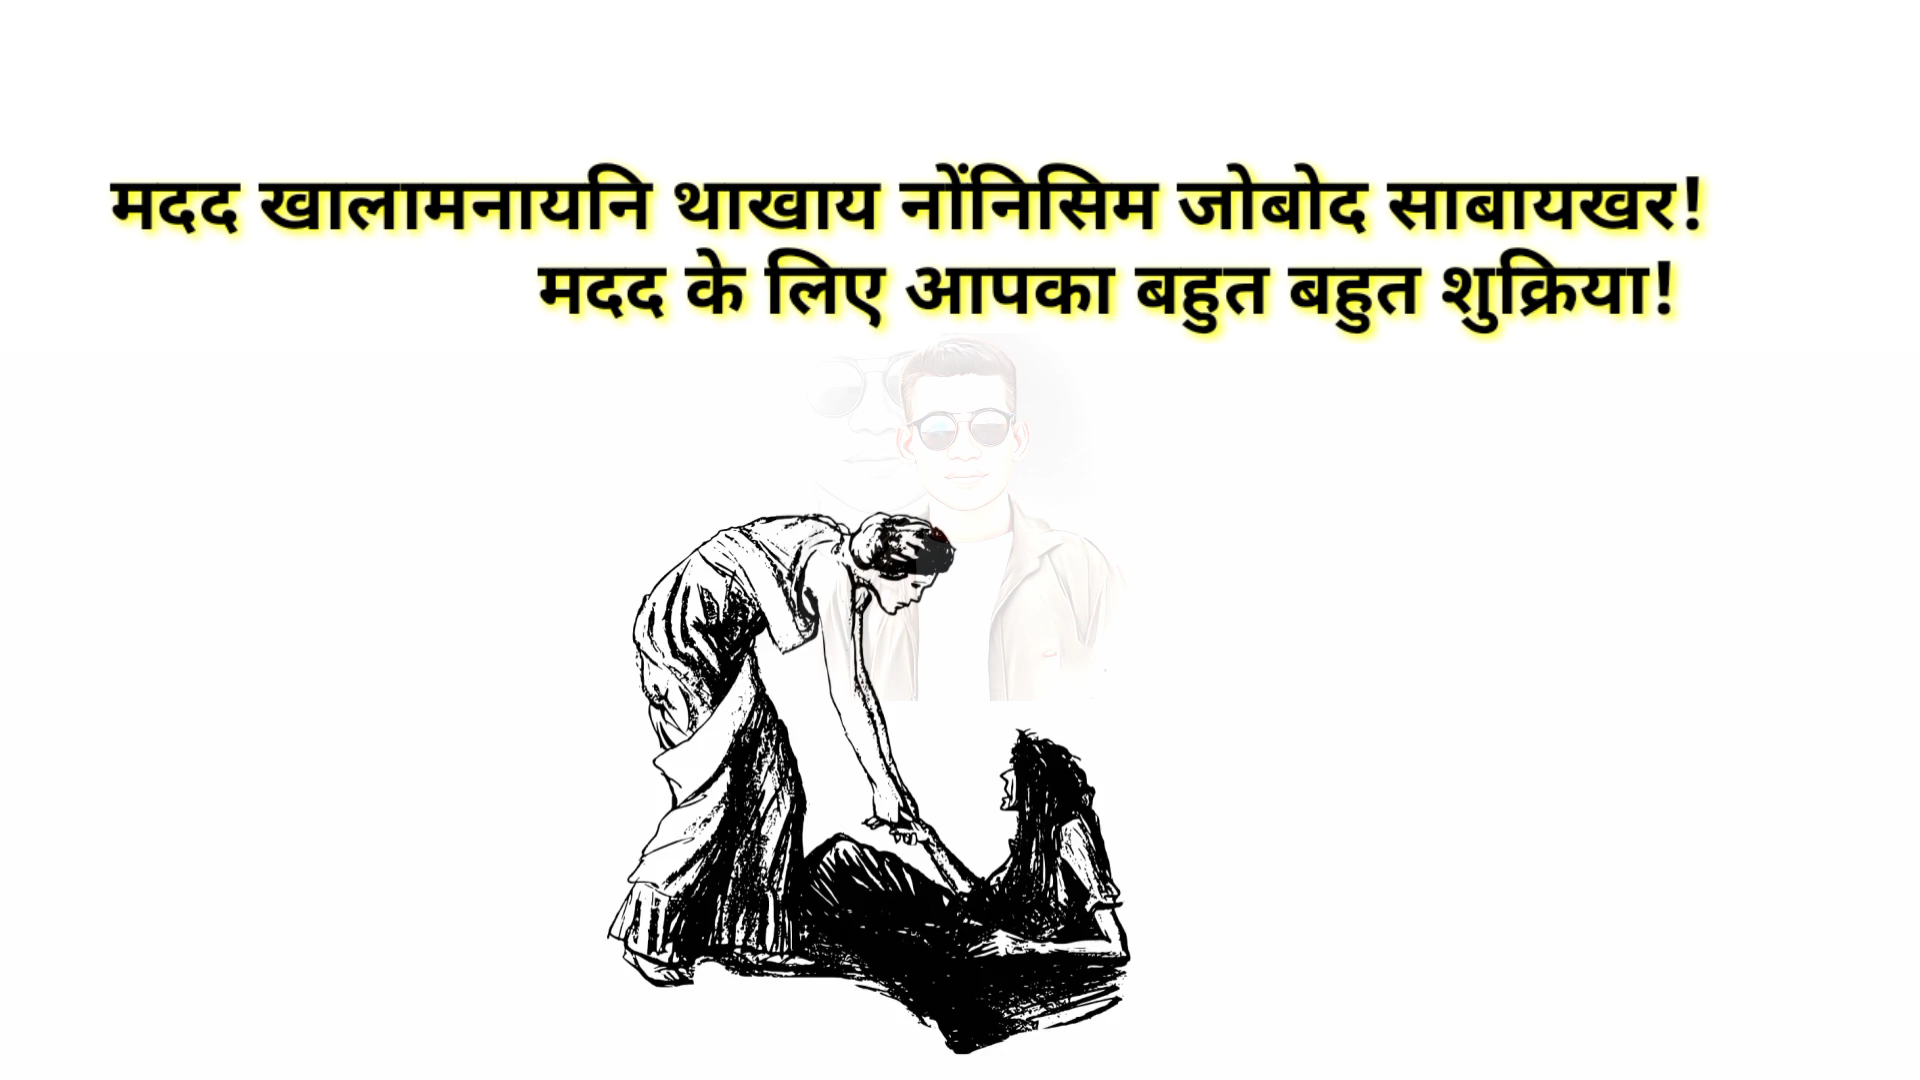 मदद खालामनायनि थाखाय नोंनिसिम जोबोद साबायखर!
मदद के लिए आपका बहुत बहुत शुक्रिया!